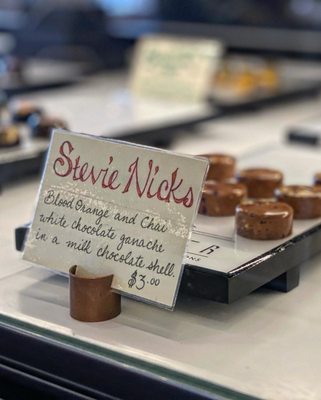 Stevie Nicks
Blood Orange and Chai
white chocolate ganache
in a milk chocolate shell.
$3.00